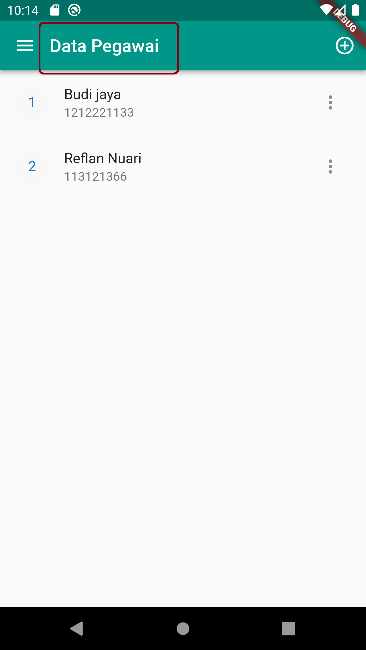 10:14
DEBUG
Data Pegawai
1
Budi jaya
1212221133
2
Reflan Nuari
113121366